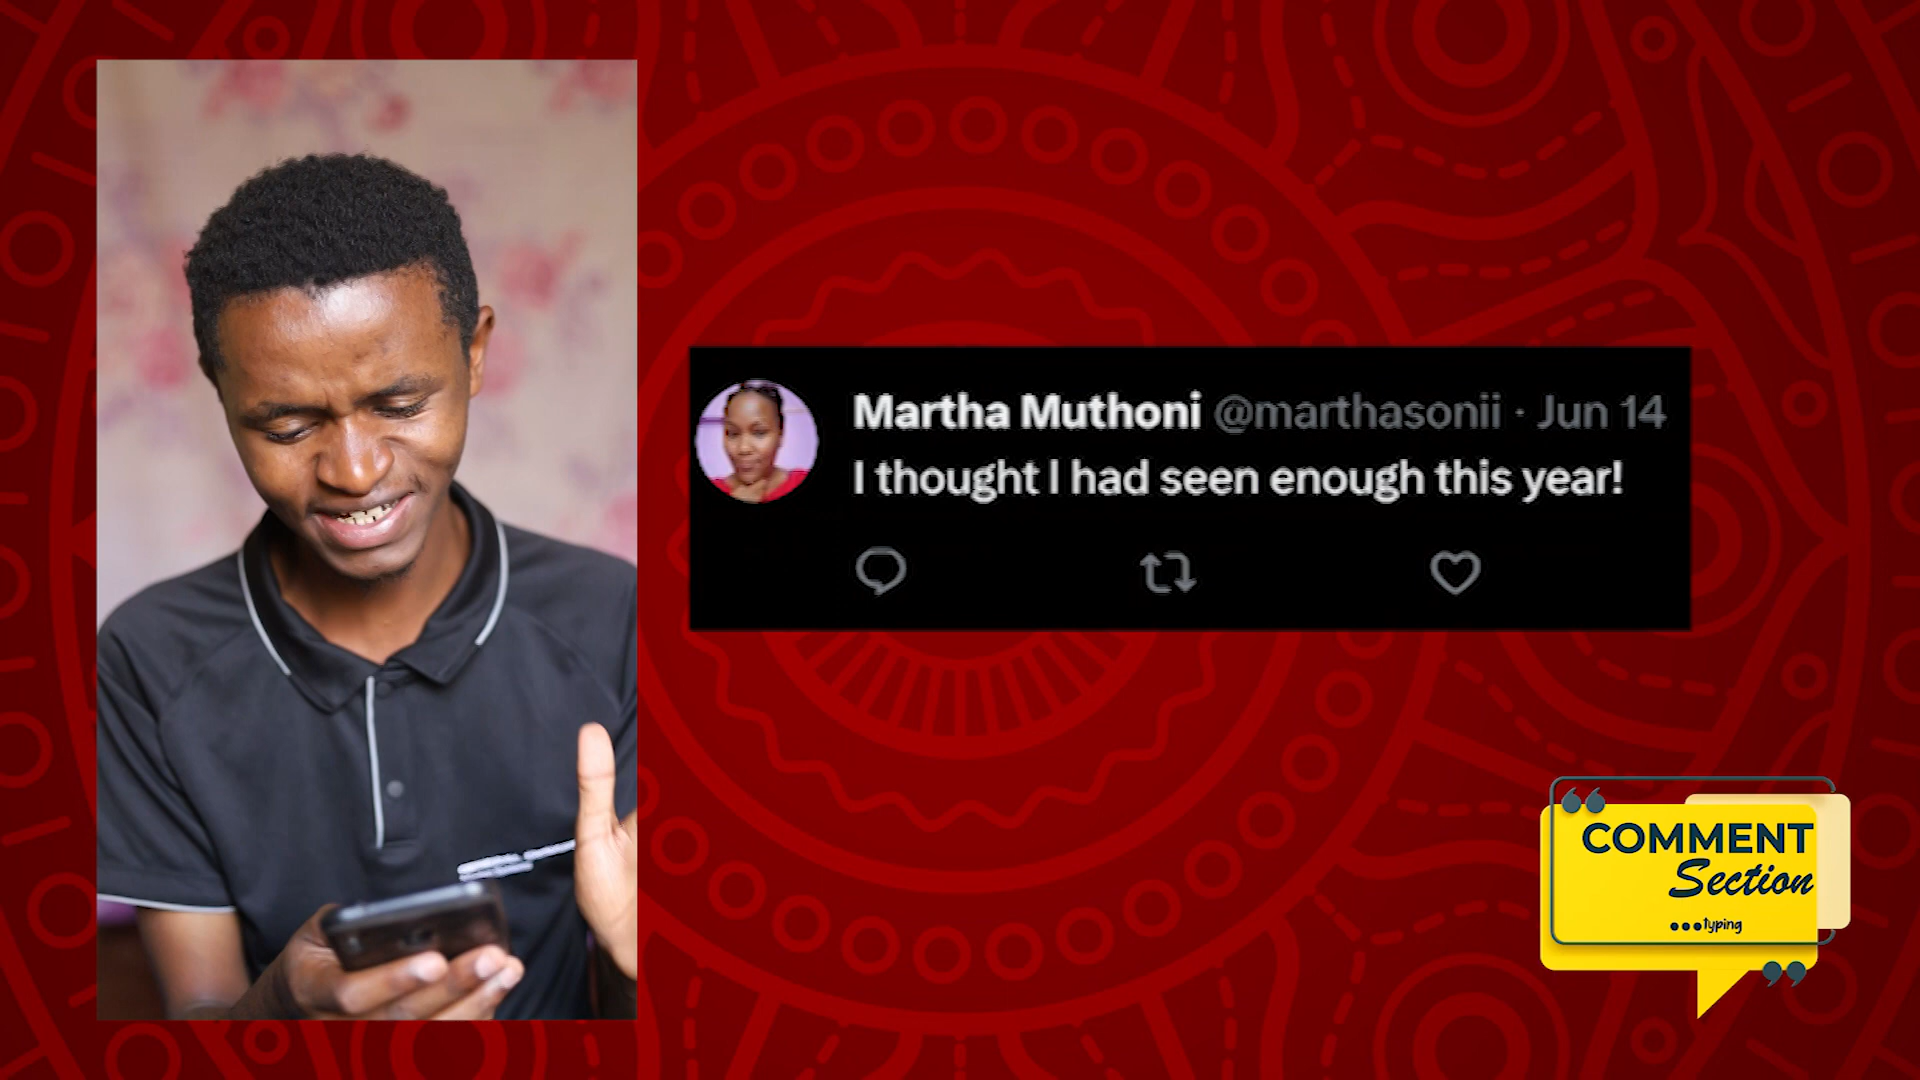 Martha Muthoni @marthasonii · Jun 14
I thought I had seen enough this year!
COMMENT
Section
typing